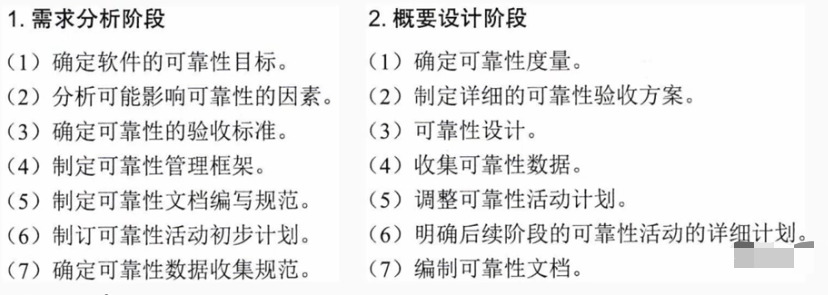 1. 需求分析阶段
（1）确定软件的可靠性目标。
（2）分析可能影响可靠性的因素。
（3）确定可靠性的验收标准。
（4）制定可靠性管理框架。
（5）制定可靠性文档编写规范。
（6）制订可靠性活动初步计划。
（7）确定可靠性数据收集规范。
2. 概要设计阶段
（1）确定可靠性度量。
（2）制定详细的可靠性验收方案。
（3）可靠性设计。
（4）收集可靠性数据。
（5）调整可靠性活动计划。
（6）明确后续阶段的可靠性活动的详细计划。
（7）编制可靠性文档。